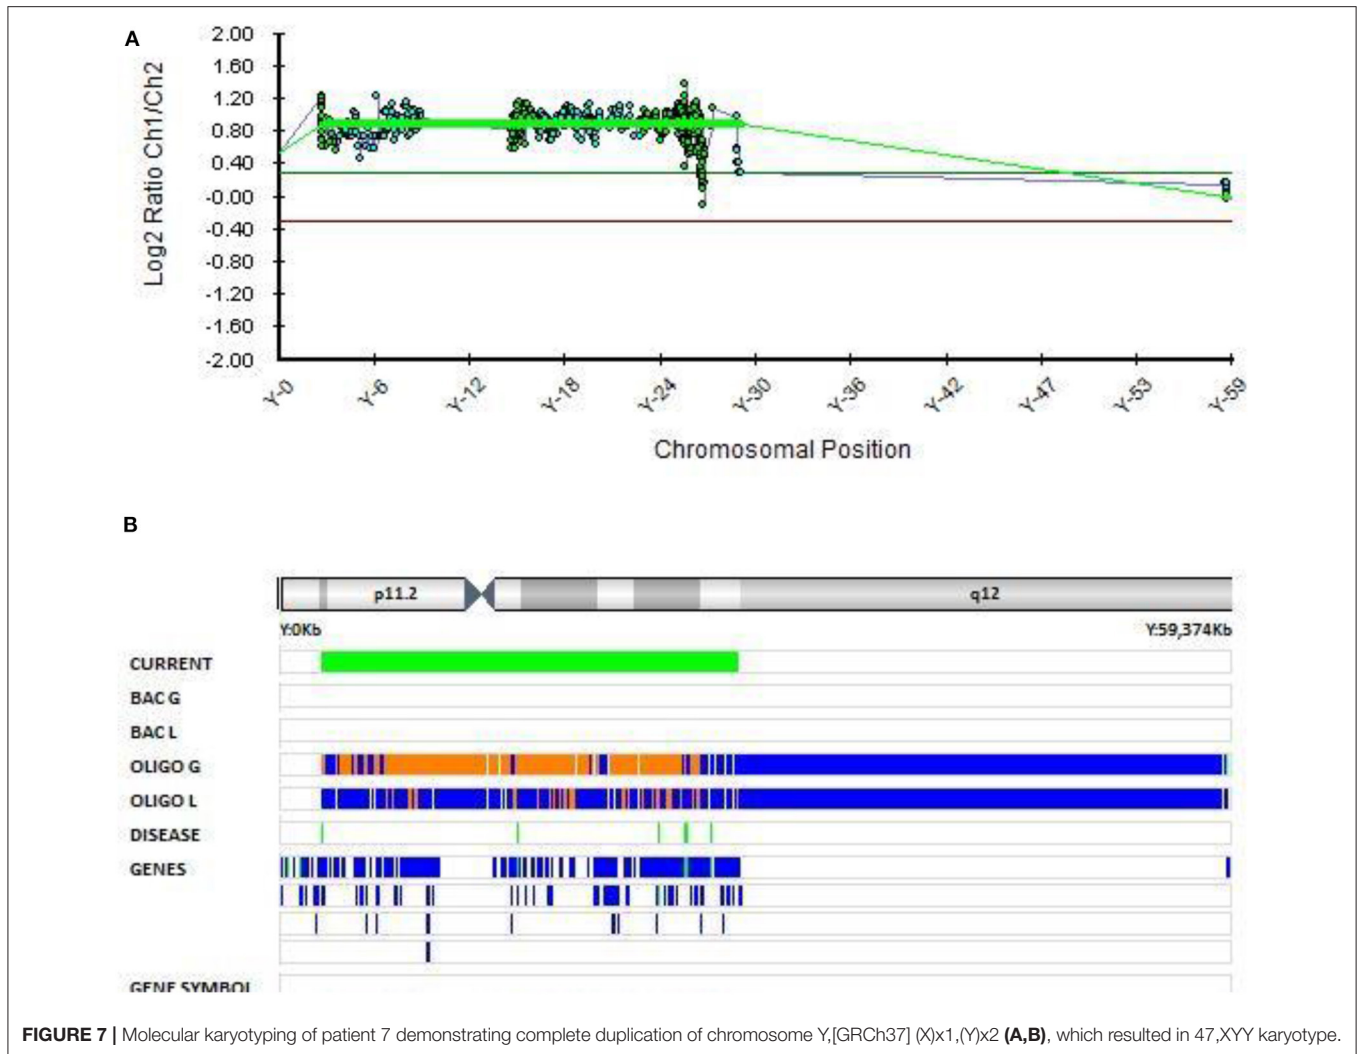 A
2.00
1.60
1.20
0.80
0.40
-0.00
-0.40
-0.80
-1.20
-1.60
-2.00
Log2 Ratio Ch1/Ch2
Y-0 Y-6 Y-12 Y-18 Y-24 Y-30 Y-36 Y-42 Y-47 Y-53 Y-59
Chromosomal Position
B
p11.2 q12
Y:0Kb Y:59,374Kb
CURRENT
BAC G
BAC L
OLIGO G
OLIGO L
DISEASE
GENES
GENE SYMBOL
FIGURE 7 | Molecular karyotyping of patient 7 demonstrating complete duplication of chromosome Y,[GRCh37] (X)x1,(Y)x2 (A,B), which resulted in 47,XYY karyotype.